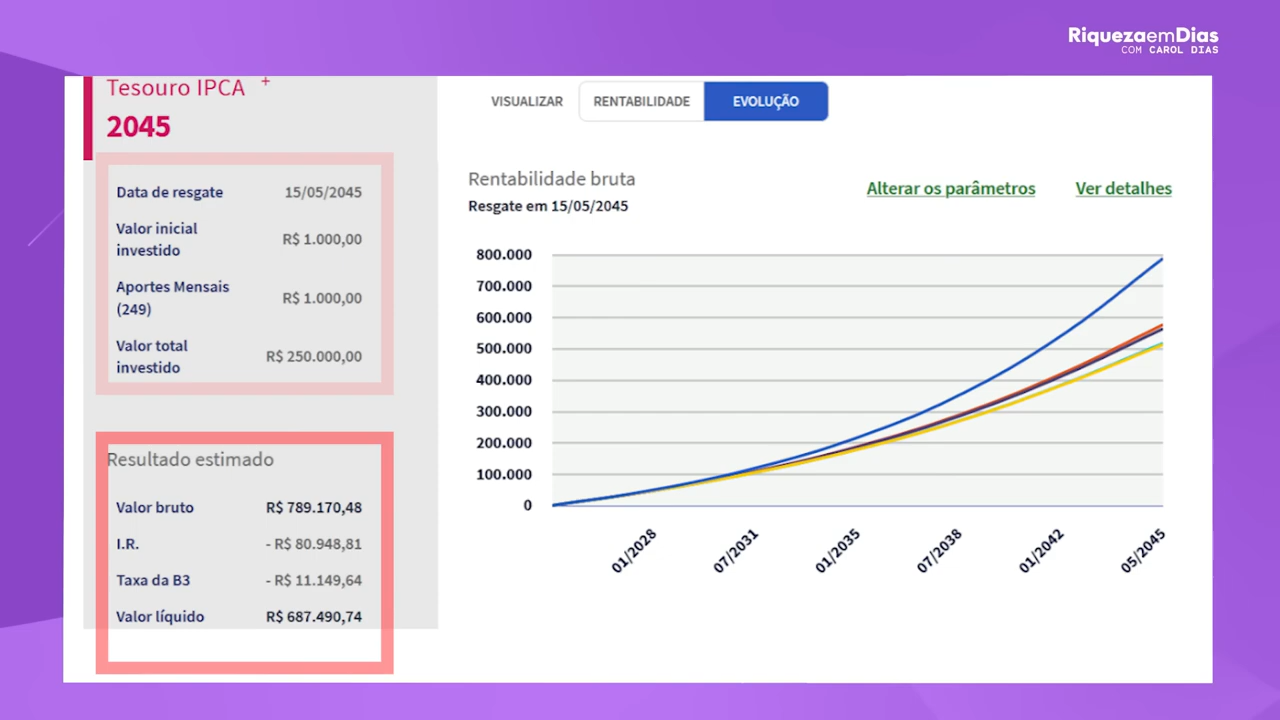 RiquezaemDias
COM CAROL DIAS
Tesouro IPCA +
2045
Data de resgate 15/05/2045
Valor inicial
investido R$ 1.000,00
Aportes Mensais
(249) R$ 1.000,00
Valor total
investido R$ 250.000,00
Resultado estimado
Valor bruto R$ 789.170,48
I.R. - R$ 80.948,81
Taxa da B3 - R$ 11.149,64
Valor líquido R$ 687.490,74
VISUALIZAR RENTABILIDADE EVOLUÇÃO
Rentabilidade bruta
Resgate em 15/05/2045
Alterar os parâmetros Ver detalhes
800.000
700.000
600.000
500.000
400.000
300.000
200.000
100.000
0
01/2028 07/2031 01/2035 07/2038 01/2042 05/2045